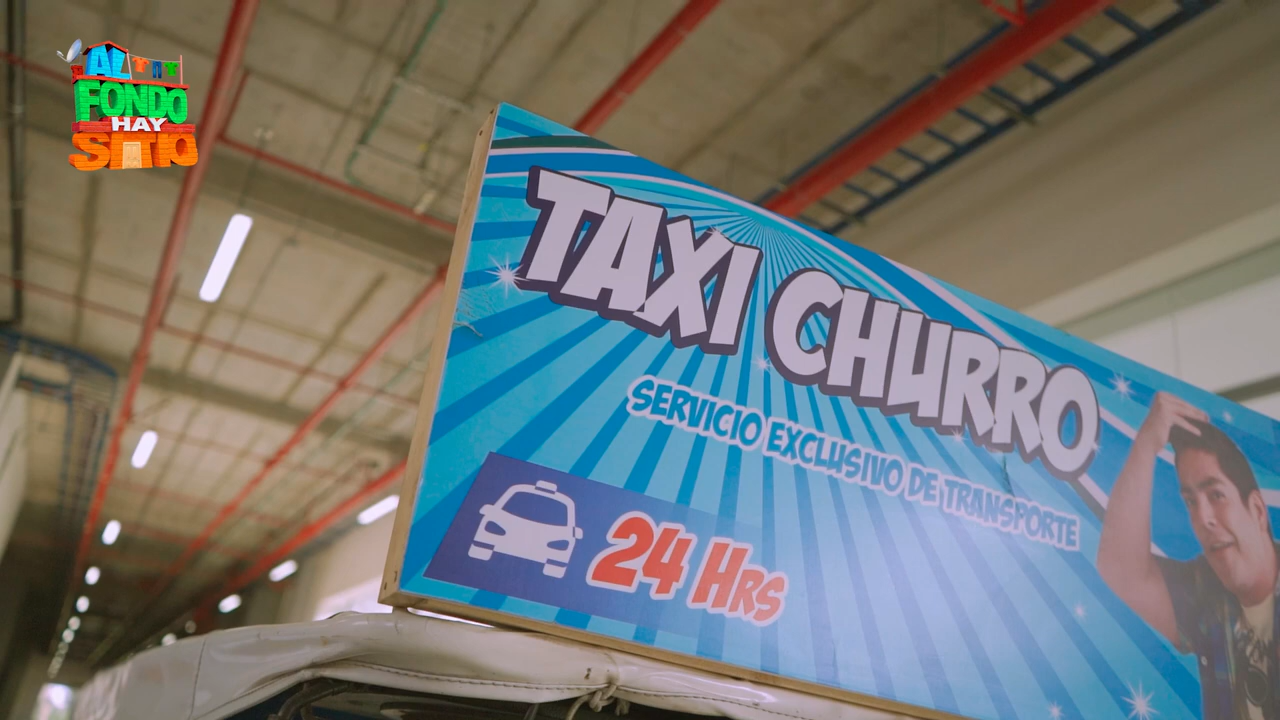 AL
FONDO
HAY
SITIO
TAXI CHURRO
SERVICIO EXCLUSIVO DE TRANSPORTE
24 HRS